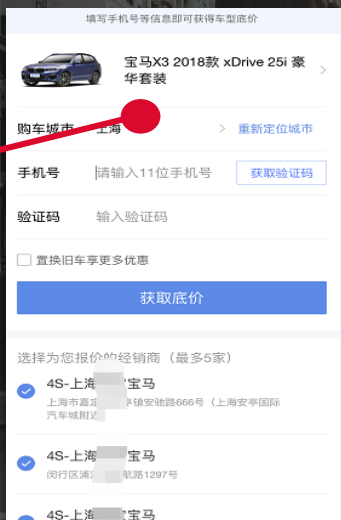 填写手机号等信息即可获得车型底价
宝马X3 2018款 xDrive 25i 豪
华套装
购车城市 上海 重新定位城市
手机号 请输入11位手机号 获取验证码
验证码 输入验证码
置换旧车享更多优惠
获取底价
选择为您报价的经销商（最多5家）
4S-上海 宝马
上海市嘉定 亭镇安驰路666号（上海安亭国际
汽车城附近
4S-上海 宝马
闵行区浦 航路1297号
4S-上海 宝马